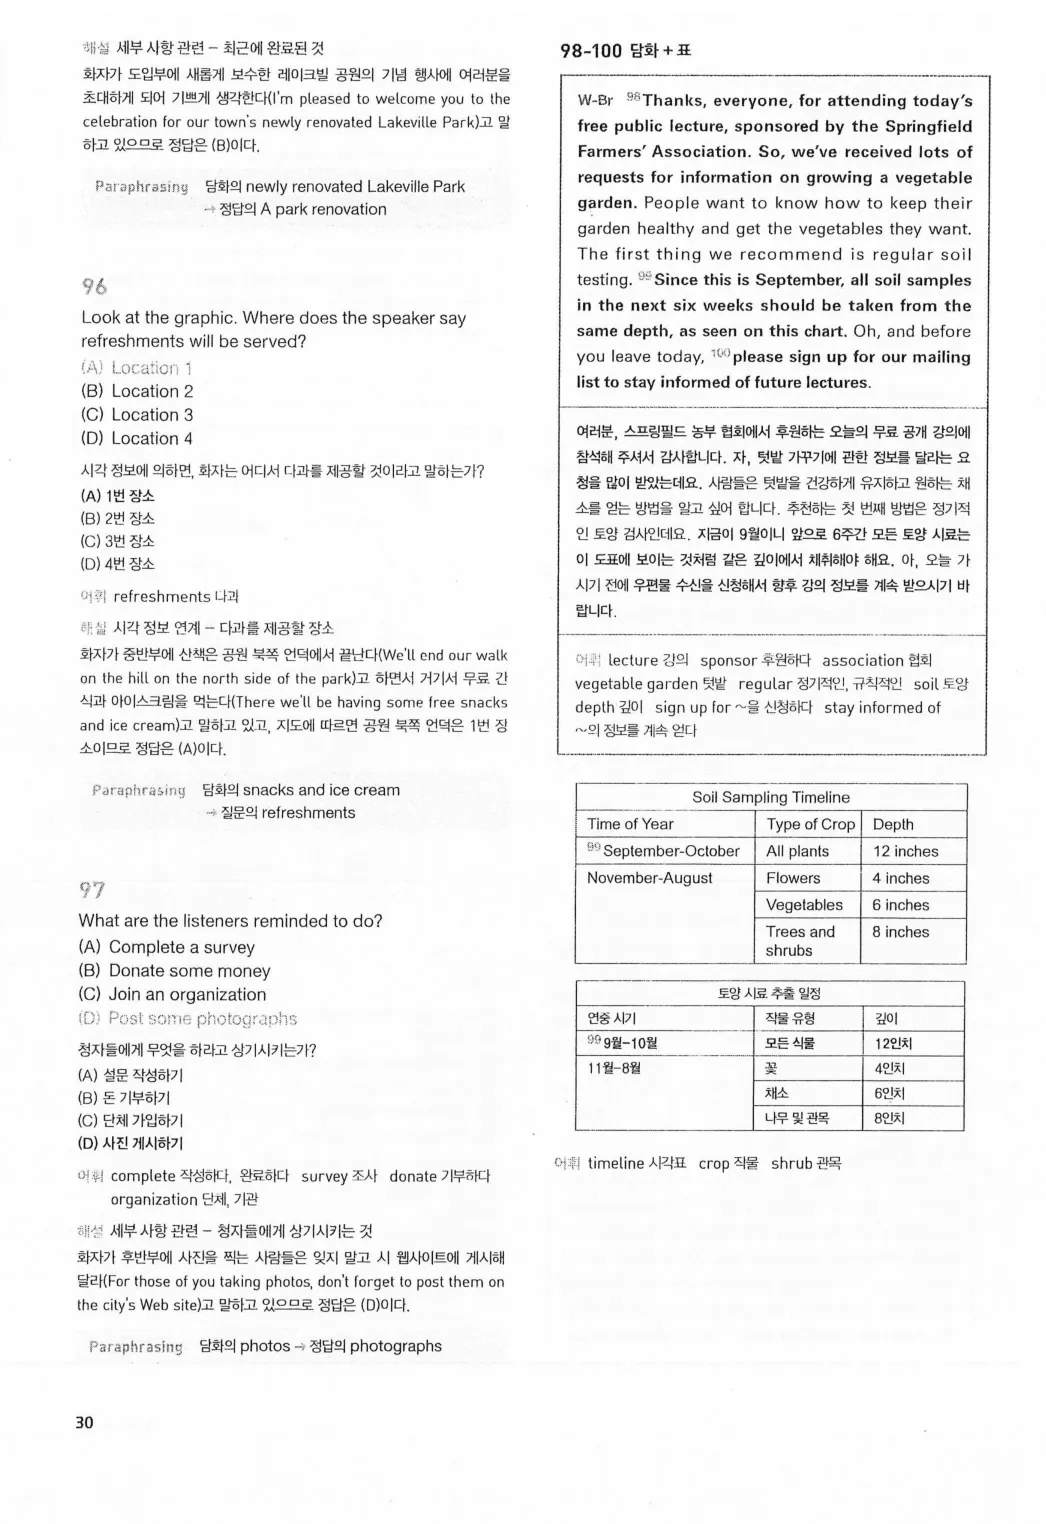 해설 세부 사항 관련 – 최근에 완료된 것
화자가 도입부에 새롭게 보수한 레이크빌 공원의 기념 행사에 여러분을
초대하게 되어 기쁘게 생각한다(I'm pleased to welcome you to the
celebration for our town's newly renovated Lakeville Park)고 말
하고 있으므로 정답은 (B)이다.
Paraphrasing 담화의 newly renovated Lakeville Park
→ 정답의 A park renovation
96
Look at the graphic. Where does the speaker say
refreshments will be served?
(A) Location 1
(B) Location 2
(C) Location 3
(D) Location 4
시각 정보에 의하면, 화자는 어디서 다과를 제공할 것이라고 말하는가?
(A) 1번 장소
(B) 2번 장소
(C) 3번 장소
(D) 4번 장소
어휘 refreshments 다과
해설 시각 정보 연계 – 다과를 제공할 장소
화자가 중반부에 산책은 공원 북쪽 언덕에서 끝난다(We'll end our walk
on the hill on the north side of the park)고 하면서 거기서 무료 간
식과 아이스크림을 먹는다(There we'll be having some free snacks
and ice cream)고 말하고 있고, 지도에 따르면 공원 북쪽 언덕은 1번 장
소이므로 정답은 (A)이다.
Paraphrasing 담화의 snacks and ice cream
→ 질문의 refreshments
97
What are the listeners reminded to do?
(A) Complete a survey
(B) Donate some money
(C) Join an organization
(D) Post some photographs
청자들에게 무엇을 하라고 상기시키는가?
(A) 설문 작성하기
(B) 돈 기부하기
(C) 단체 가입하기
(D) 사진 게시하기
어휘 complete 작성하다, 완료하다 survey 조사 donate 기부하다
organization 단체, 기관
해설 세부 사항 관련 – 청자들에게 상기시키는 것
화자가 후반부에 사진을 찍는 사람들은 잊지 말고 시 웹사이트에 게시해
달라(For those of you taking photos, don't forget to post them on
the city's Web site)고 말하고 있으므로 정답은 (D)이다.
Paraphrasing 담화의 photos → 정답의 photographs
30
98-100 담화 + 표
W-Br 98Thanks, everyone, for attending today's
free public lecture, sponsored by the Springfield
Farmers' Association. So, we've received lots of
requests for information on growing a vegetable
garden. People want to know how to keep their
garden healthy and get the vegetables they want.
The first thing we recommend is regular soil
testing. 99Since this is September, all soil samples
in the next six weeks should be taken from the
same depth, as seen on this chart. Oh, and before
you leave today, 100please sign up for our mailing
list to stay informed of future lectures.
여러분, 스프링필드 농부 협회에서 후원하는 오늘의 무료 공개 강의에
참석해 주셔서 감사합니다. 자, 텃밭 가꾸기에 관한 정보를 달라는 요
청을 많이 받았는데요. 사람들은 텃밭을 건강하게 유지하고 원하는 채
소를 얻는 방법을 알고 싶어 합니다. 추천하는 첫 번째 방법은 정기적
인 토양 검사인데요. 지금이 9월이니 앞으로 6주간 모든 토양 시료는
이 도표에 보이는 것처럼 같은 깊이에서 채취해야 해요. 아, 오늘 가
시기 전에 우편물 수신을 신청해서 향후 강의 정보를 계속 받으시기 바
랍니다.
어휘 lecture 강의 sponsor 후원하다 association 협회
vegetable garden 텃밭 regular 정기적인, 규칙적인 soil 토양
depth 깊이 sign up for ~을 신청하다 stay informed of
~의 정보를 계속 얻다
Soil Sampling Timeline
Time of Year Type of Crop Depth
99 September-October All plants 12 inches
November-August Flowers 4 inches
Vegetables 6 inches
Trees and 8 inches
shrubs
토양 시료 추출 일정
연중 시기 작물 유형 깊이
99 9월-10월 모든 식물 12인치
11월-8월 꽃 4인치
채소 6인치
나무 및 관목 8인치
어휘 timeline 시각표 crop 작물 shrub 관목